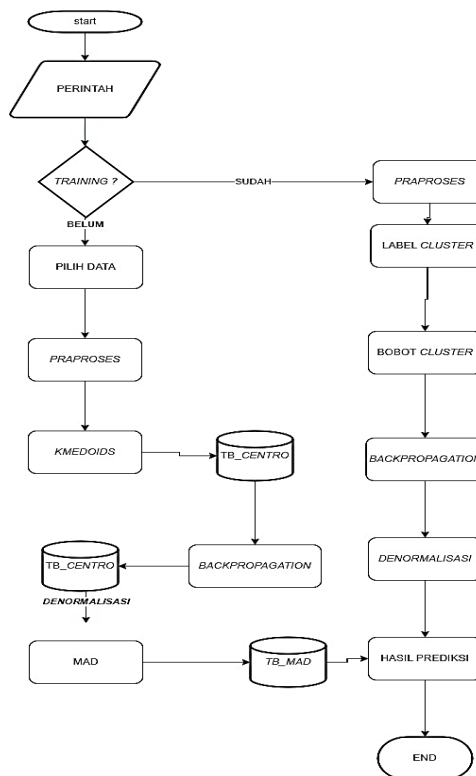 start
PERINTAH
TRAINING ?
SUDAH
PRAPROSES
BELUM
LABEL CLUSTER
PILIH DATA
BOBOT CLUSTER
PRAPROSES
KMEDOIDS
TB_CENTRO
BACKPROPAGATION
TB_CENTRO
BACKPROPAGATION
DENORMALISASI
DENORMALISASI
MAD
TB_MAD
HASIL PREDIKSI
END